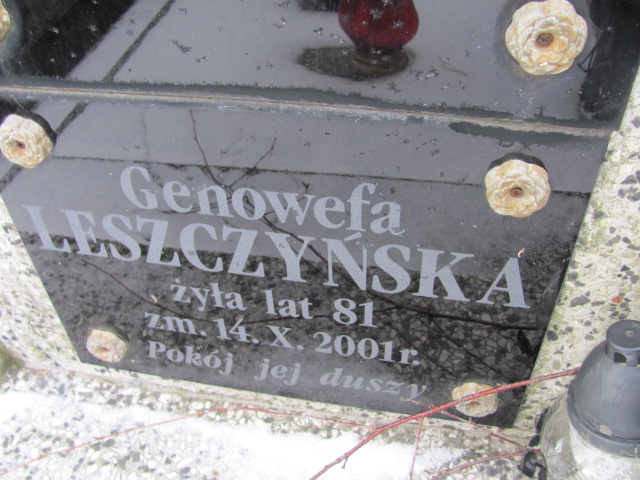 Genowefa
LESZCZYŃSKA
żyła lat 81
zm. 14. X. 2001r.
Pokój jej duszy